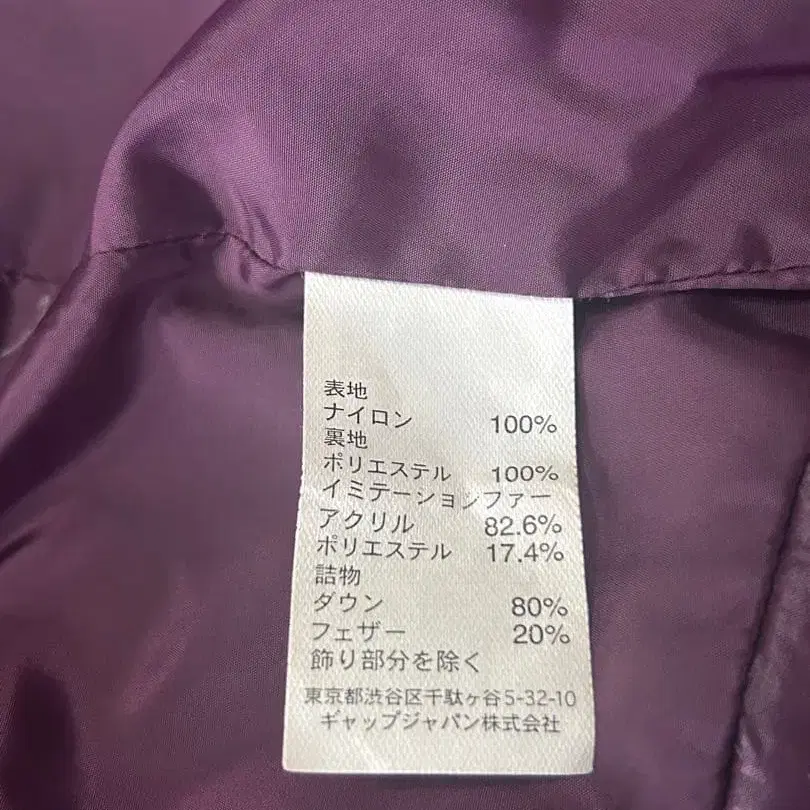 表地
ナイロン 100%
裏地
ポリエステル 100%
イミテーションファー
アクリル 82.6%
ポリエステル 17.4%
詰物
ダウン 80%
フェザー 20%
飾り部分を除く
東京都渋谷区千駄ヶ谷5-32-10
ギャップジャパン株式会社